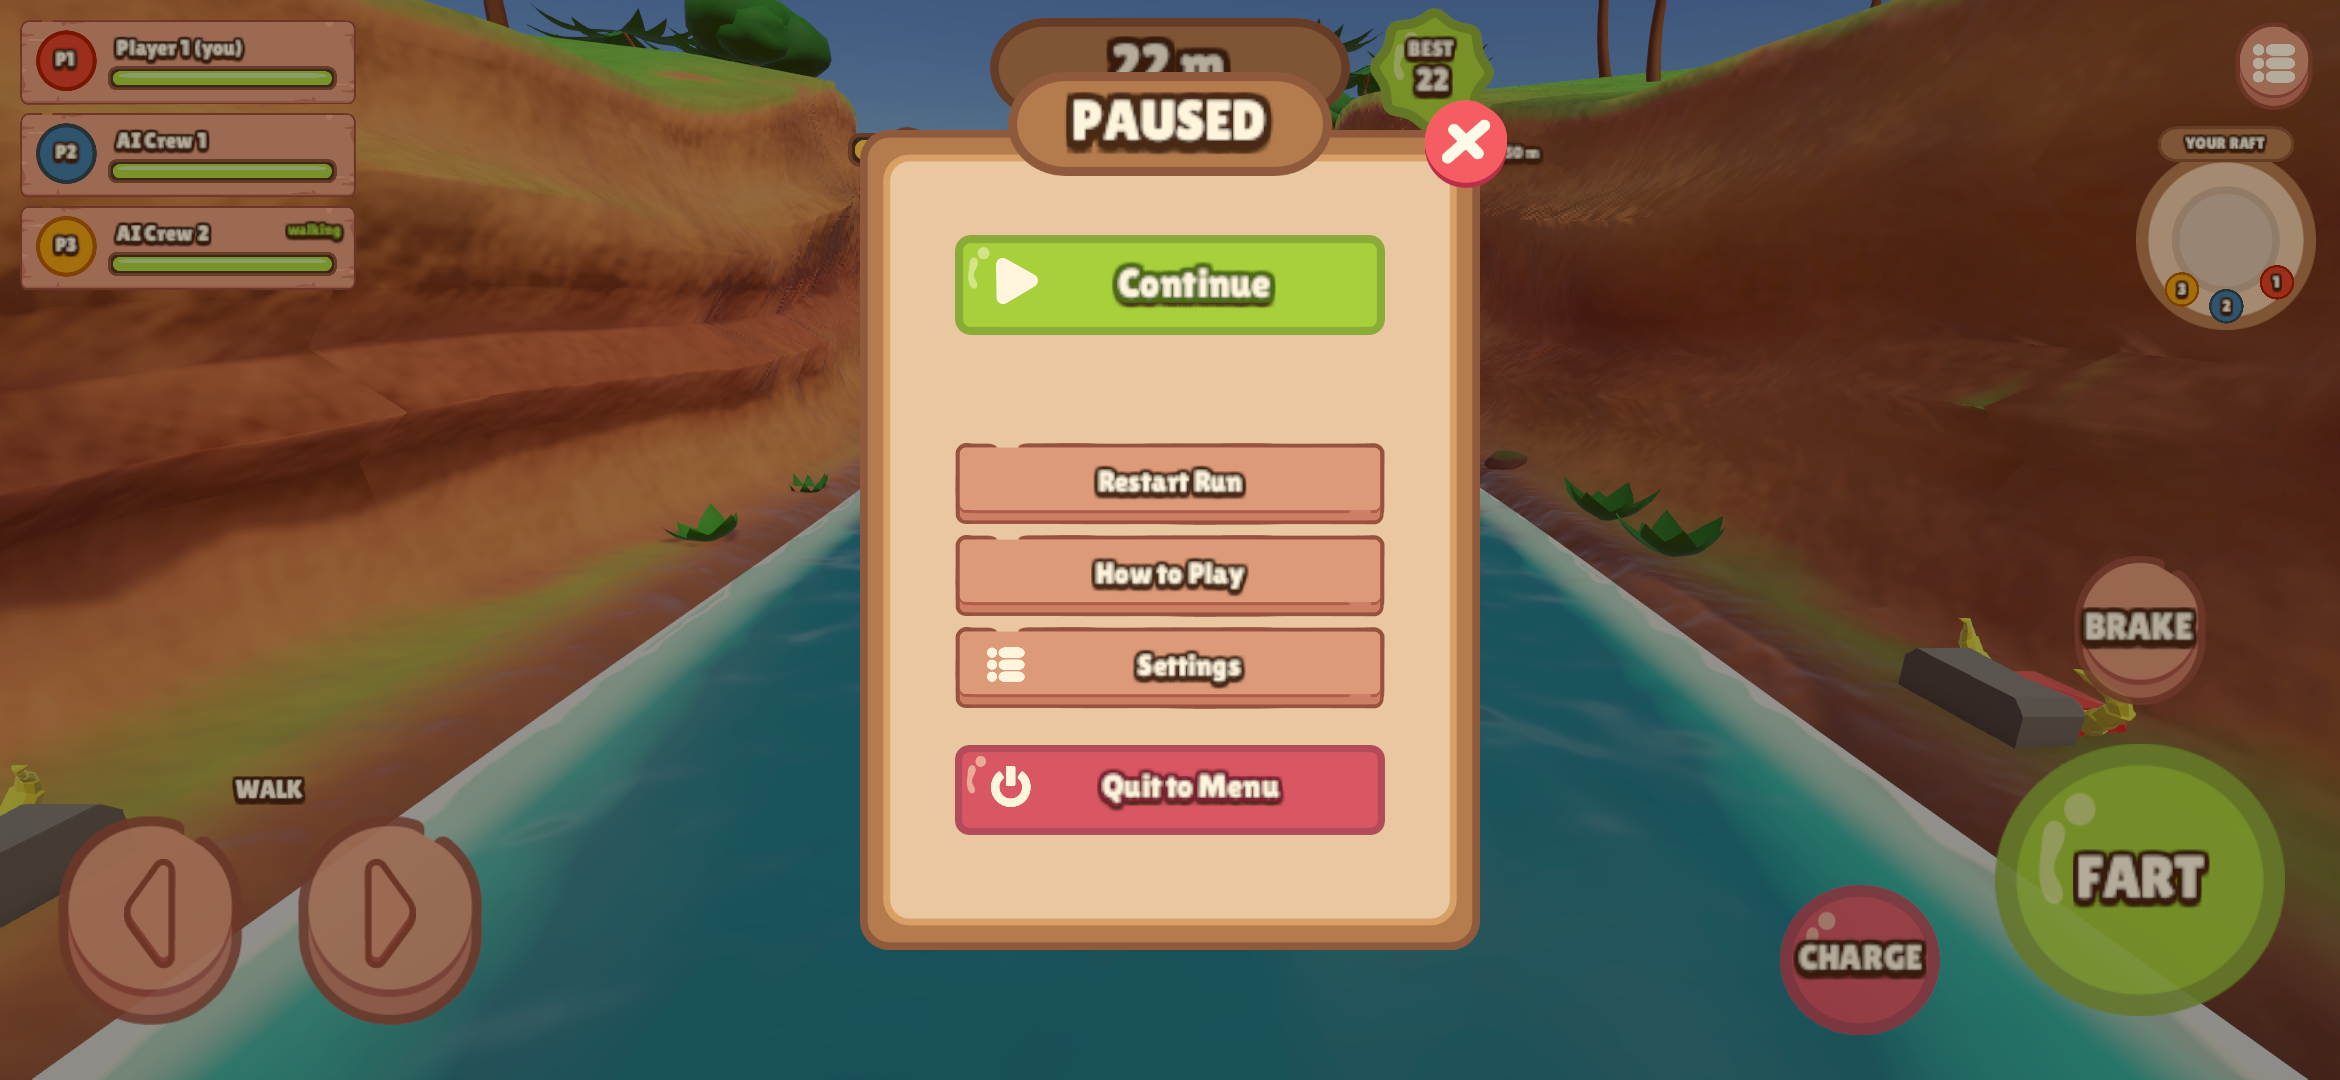 P1
Player 1 (you)
P2
AI Crew 1
P3
AI Crew 2
walking
22 m
BEST
22
PAUSED
50 m
YOUR RAFT
3
2
1
Continue
Restart Run
How to Play
Settings
Quit to Menu
WALK
BRAKE
FART
CHARGE